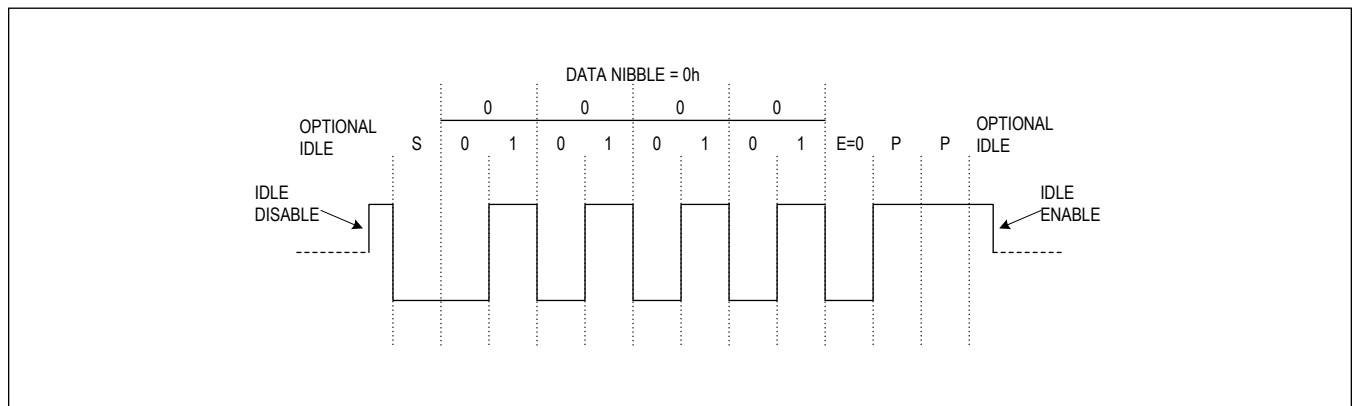 DATA NIBBLE = 0h
0 0 0 0
OPTIONAL
IDLE
S 0 1 0 1 0 1 0 1 E=0 P P
OPTIONAL
IDLE
IDLE
DISABLE
IDLE
ENABLE